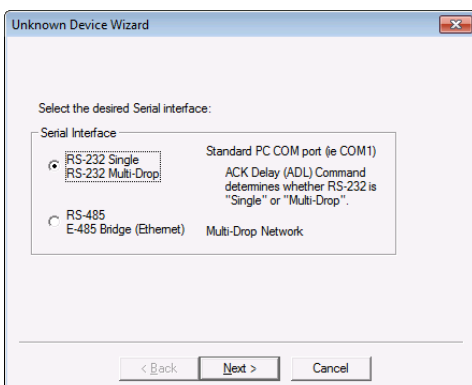 Unknown Device Wizard
Select the desired Serial interface:
Serial Interface
RS-232 Single
RS-232 Multi-Drop
Standard PC COM port (ie COM1)
ACK Delay (ADL) Command
determines whether RS-232 is
"Single" or "Multi-Drop".
RS-485
E-485 Bridge (Ethernet)
Multi-Drop Network
< Back
Next >
Cancel